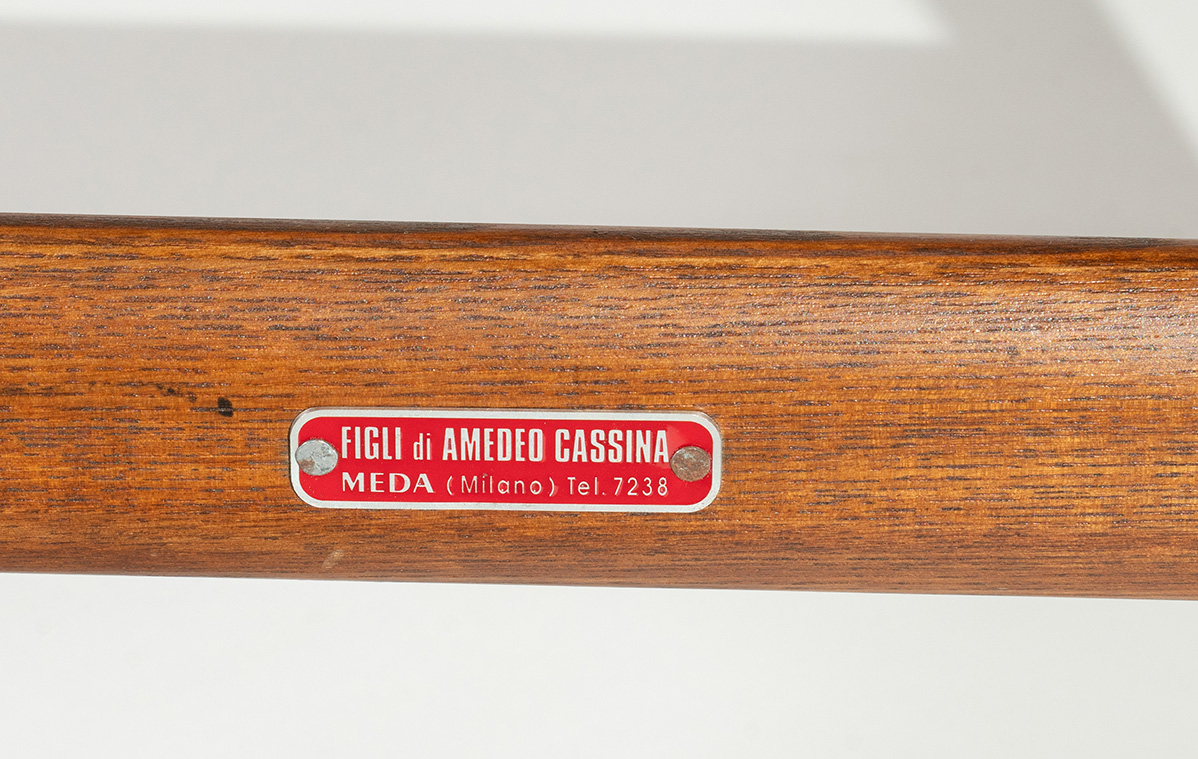 FIGLI di AMEDEO CASSINA
MEDA (Milano) Tel. 7238